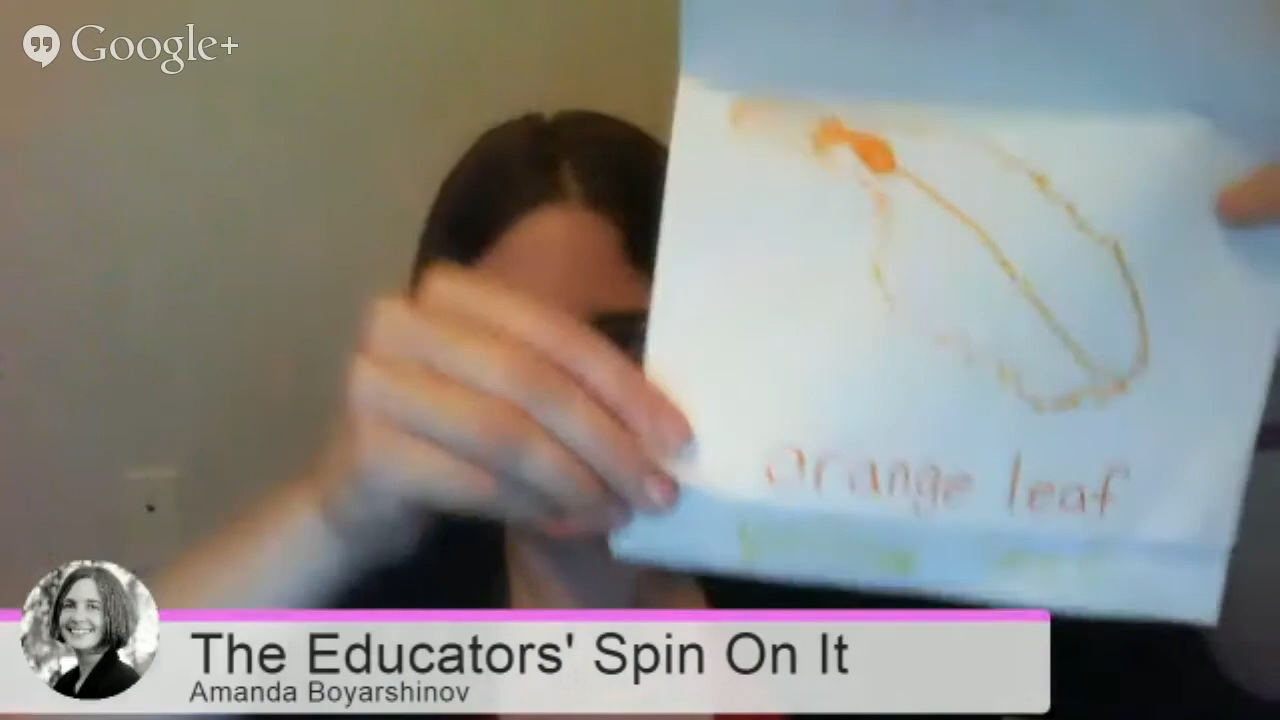 Google+
orange leaf
The Educators' Spin On It
Amanda Boyarshinov